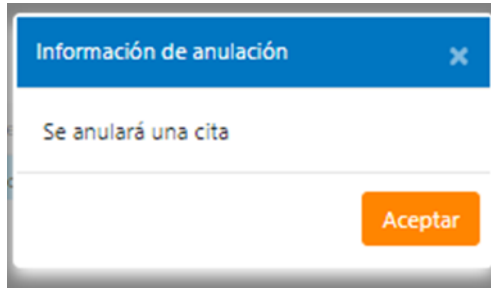 Información de anulación
×
Se anulará una cita
Aceptar